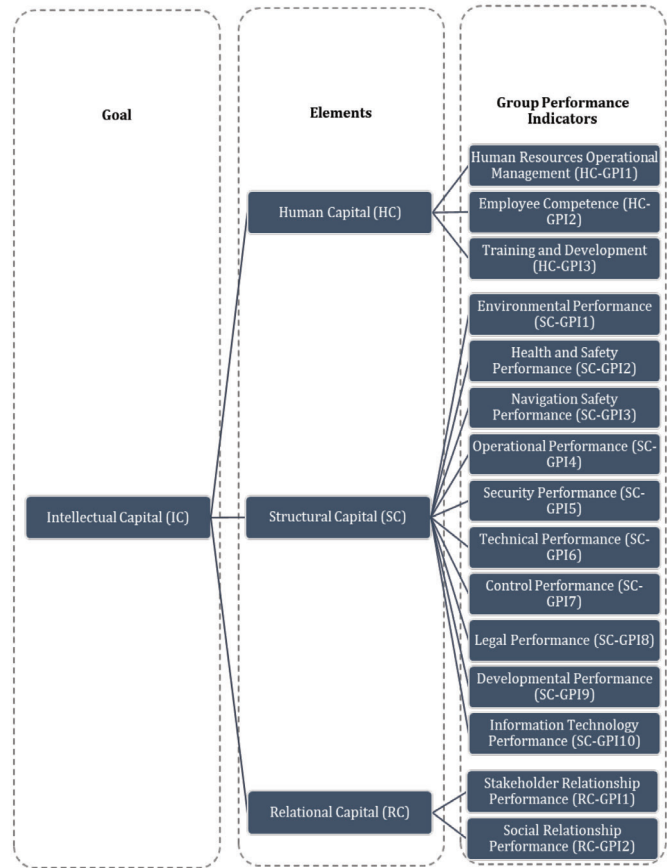 Goal
Elements
Group Performance
Indicators
Human Resources Operational
Management (HC-GPI1)
Human Capital (HC)
Employee Competence (HC-
GPI2)
Training and Development
(HC-GPI3)
Environmental Performance
(SC-GPI1)
Health and Safety
Performance (SC-GPI2)
Navigation Safety
Performance (SC-GPI3)
Operational Performance (SC-
GPI4)
Intellectual Capital (IC)
Structural Capital (SC)
Security Performance (SC-
GPI5)
Technical Performance (SC-
GPI6)
Control Performance (SC-
GPI7)
Legal Performance (SC-GPI8)
Developmental Performance
(SC-GPI9)
Information Technology
Performance (SC-GPI10)
Relational Capital (RC)
Stakeholder Relationship
Performance (RC-GPI1)
Social Relationship
Performance (RC-GPI2)